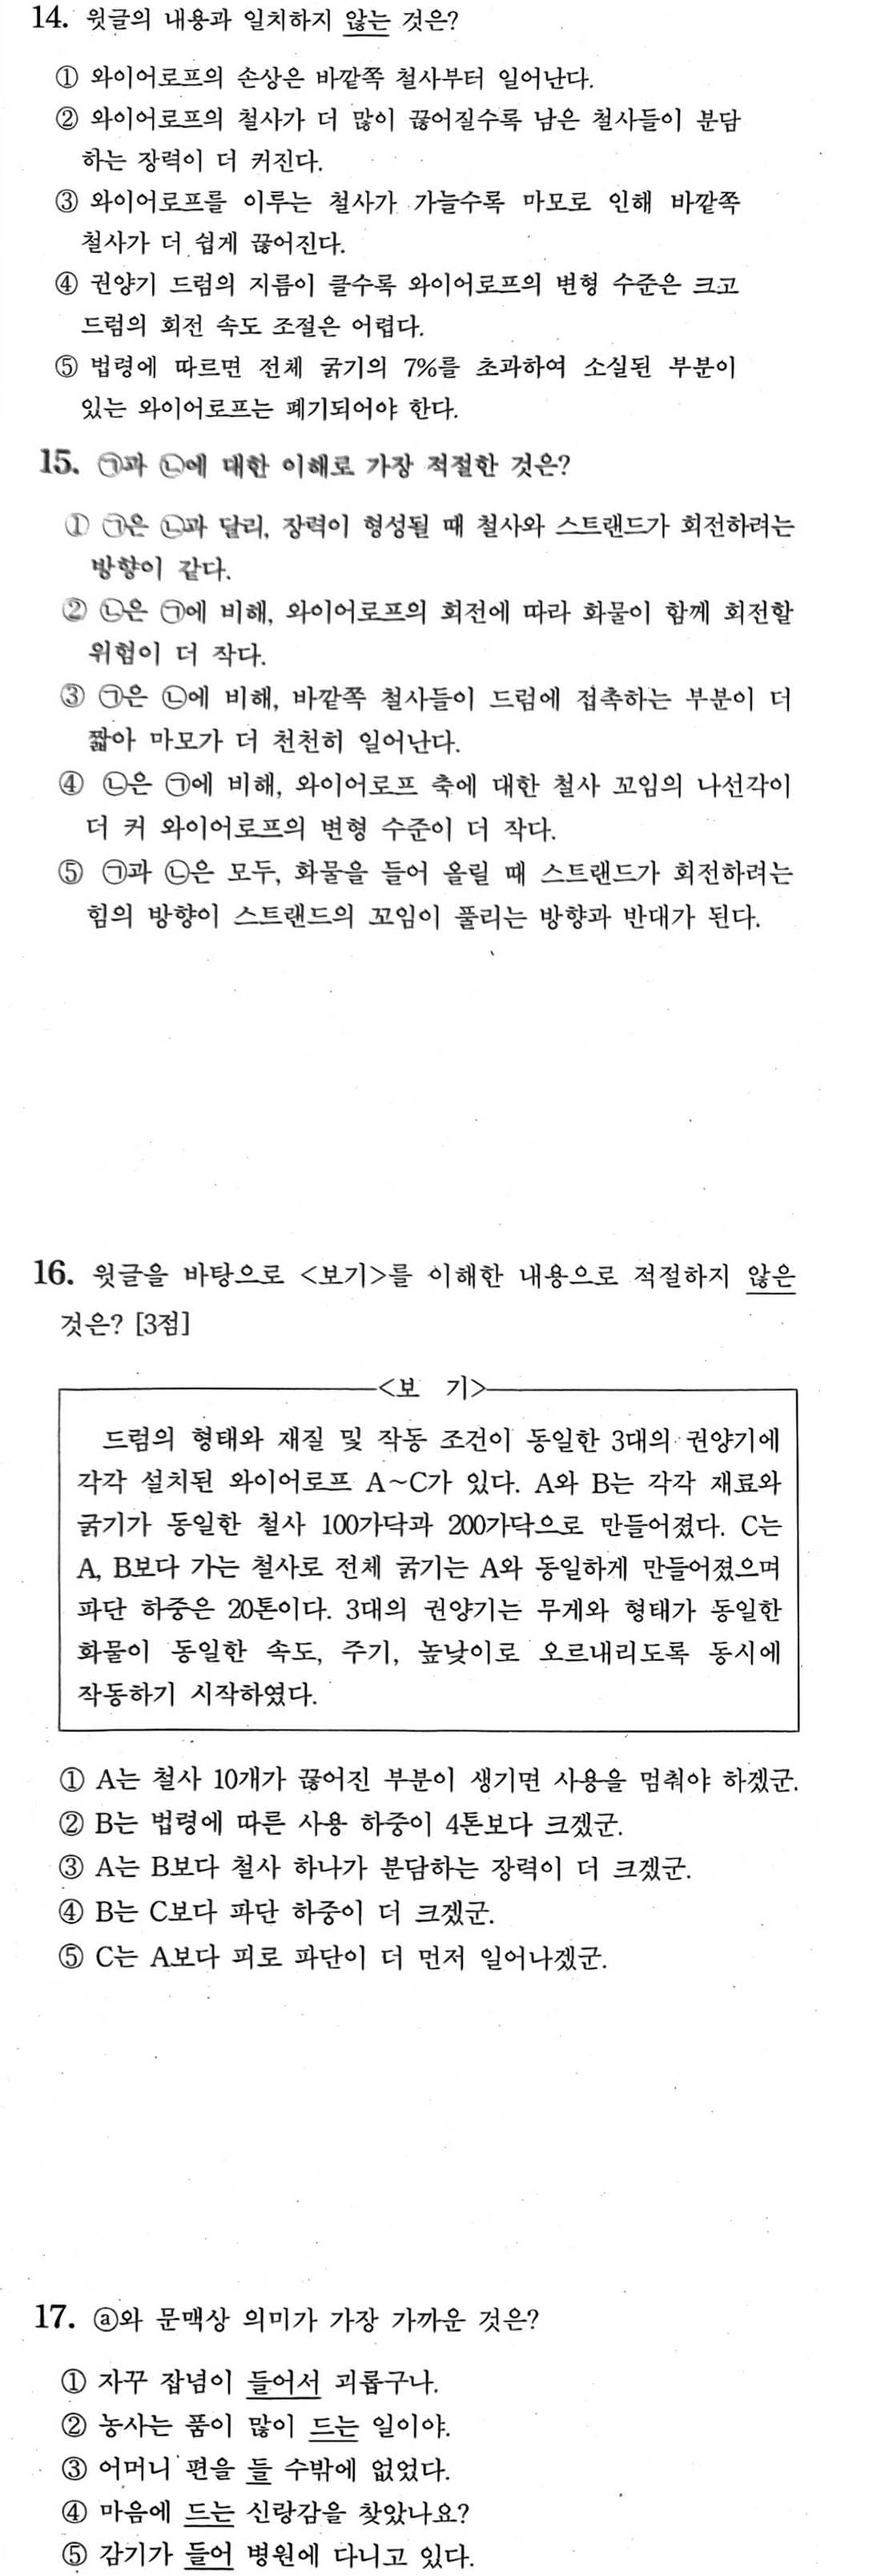 14. 윗글의 내용과 일치하지 않는 것은?
① 와이어로프의 손상은 바깥쪽 철사부터 일어난다.
② 와이어로프의 철사가 더 많이 끊어질수록 남은 철사들이 분담
하는 장력이 더 커진다.
③ 와이어로프를 이루는 철사가 가늘수록 마모로 인해 바깥쪽
철사가 더 쉽게 끊어진다.
④ 권양기 드럼의 지름이 클수록 와이어로프의 변형 수준은 크고
드럼의 회전 속도 조절은 어렵다.
⑤ 법령에 따르면 전체 굵기의 7%를 초과하여 소실된 부분이
있는 와이어로프는 폐기되어야 한다.
15. ㉠과 ㉡에 대한 이해로 가장 적절한 것은?
① ㉠은 ㉡과 달리, 장력이 형성될 때 철사와 스트랜드가 회전하려는
방향이 같다.
② ㉡은 ㉠에 비해, 와이어로프의 회전에 따라 화물이 함께 회전할
위험이 더 작다.
③ ㉠은 ㉡에 비해, 바깥쪽 철사들이 드럼에 접촉하는 부분이 더
짧아 마모가 더 천천히 일어난다.
④ ㉡은 ㉠에 비해, 와이어로프 축에 대한 철사 꼬임의 나선각이
더 커 와이어로프의 변형 수준이 더 작다.
⑤ ㉠과 ㉡은 모두, 화물을 들어 올릴 때 스트랜드가 회전하려는
힘의 방향이 스트랜드의 꼬임이 풀리는 방향과 반대가 된다.
16. 윗글을 바탕으로 <보기>를 이해한 내용으로 적절하지 않은
것은? [3점]
<보 기>
드럼의 형태와 재질 및 작동 조건이 동일한 3대의 권양기에
각각 설치된 와이어로프 A~C가 있다. A와 B는 각각 재료와
굵기가 동일한 철사 100가닥과 200가닥으로 만들어졌다. C는
A, B보다 가는 철사로 전체 굵기는 A와 동일하게 만들어졌으며
파단 하중은 20톤이다. 3대의 권양기는 무게와 형태가 동일한
화물이 동일한 속도, 주기, 높낮이로 오르내리도록 동시에
작동하기 시작하였다.
① A는 철사 10개가 끊어진 부분이 생기면 사용을 멈춰야 하겠군.
② B는 법령에 따른 사용 하중이 4톤보다 크겠군.
③ A는 B보다 철사 하나가 분담하는 장력이 더 크겠군.
④ B는 C보다 파단 하중이 더 크겠군.
⑤ C는 A보다 피로 파단이 더 먼저 일어나겠군.
17. ⓐ와 문맥상 의미가 가장 가까운 것은?
① 자꾸 잡념이 들어서 괴롭구나.
② 농사는 품이 많이 드는 일이야.
③ 어머니 편을 들 수밖에 없었다.
④ 마음에 드는 신랑감을 찾았나요?
⑤ 감기가 들어 병원에 다니고 있다.